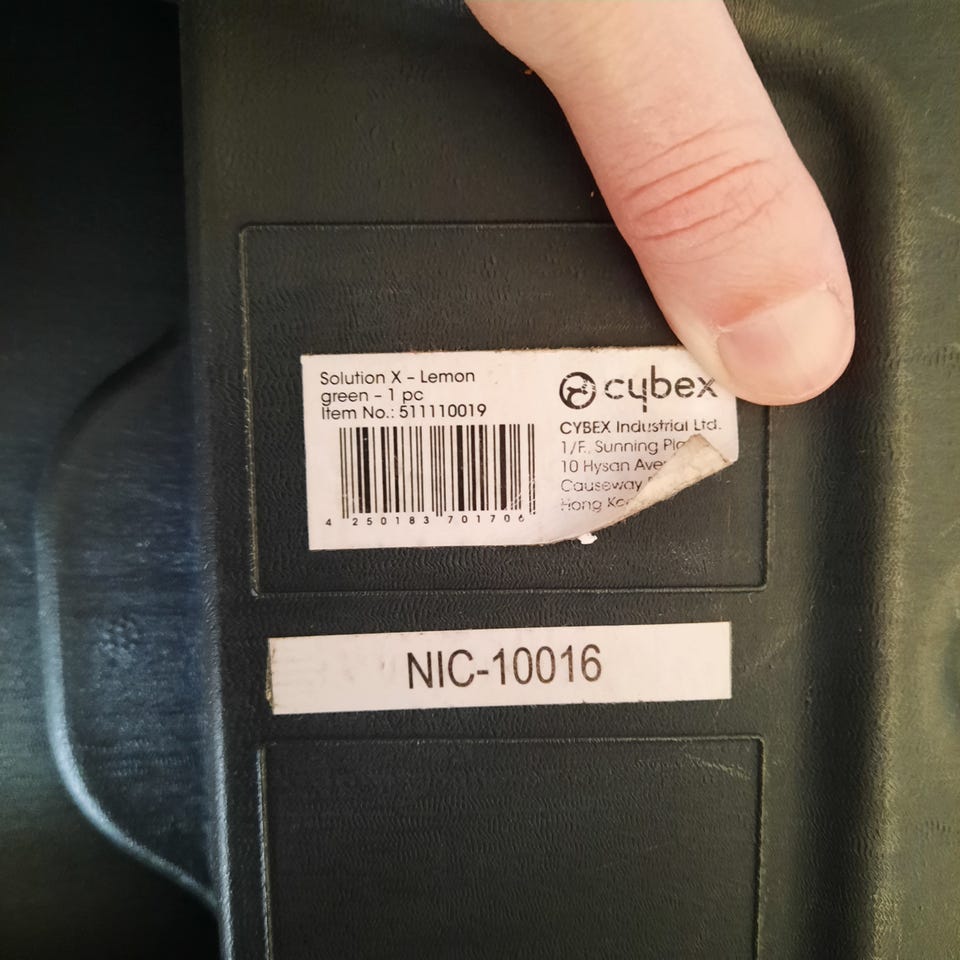 Solution X - Lemon
green - 1 pc
Item No.: 511110019
4 250183 701706
cybex
CYBEX Industrial Ltd.
1/F., Sunning
10 Hysan
Causeway
Hong
NIC-10016